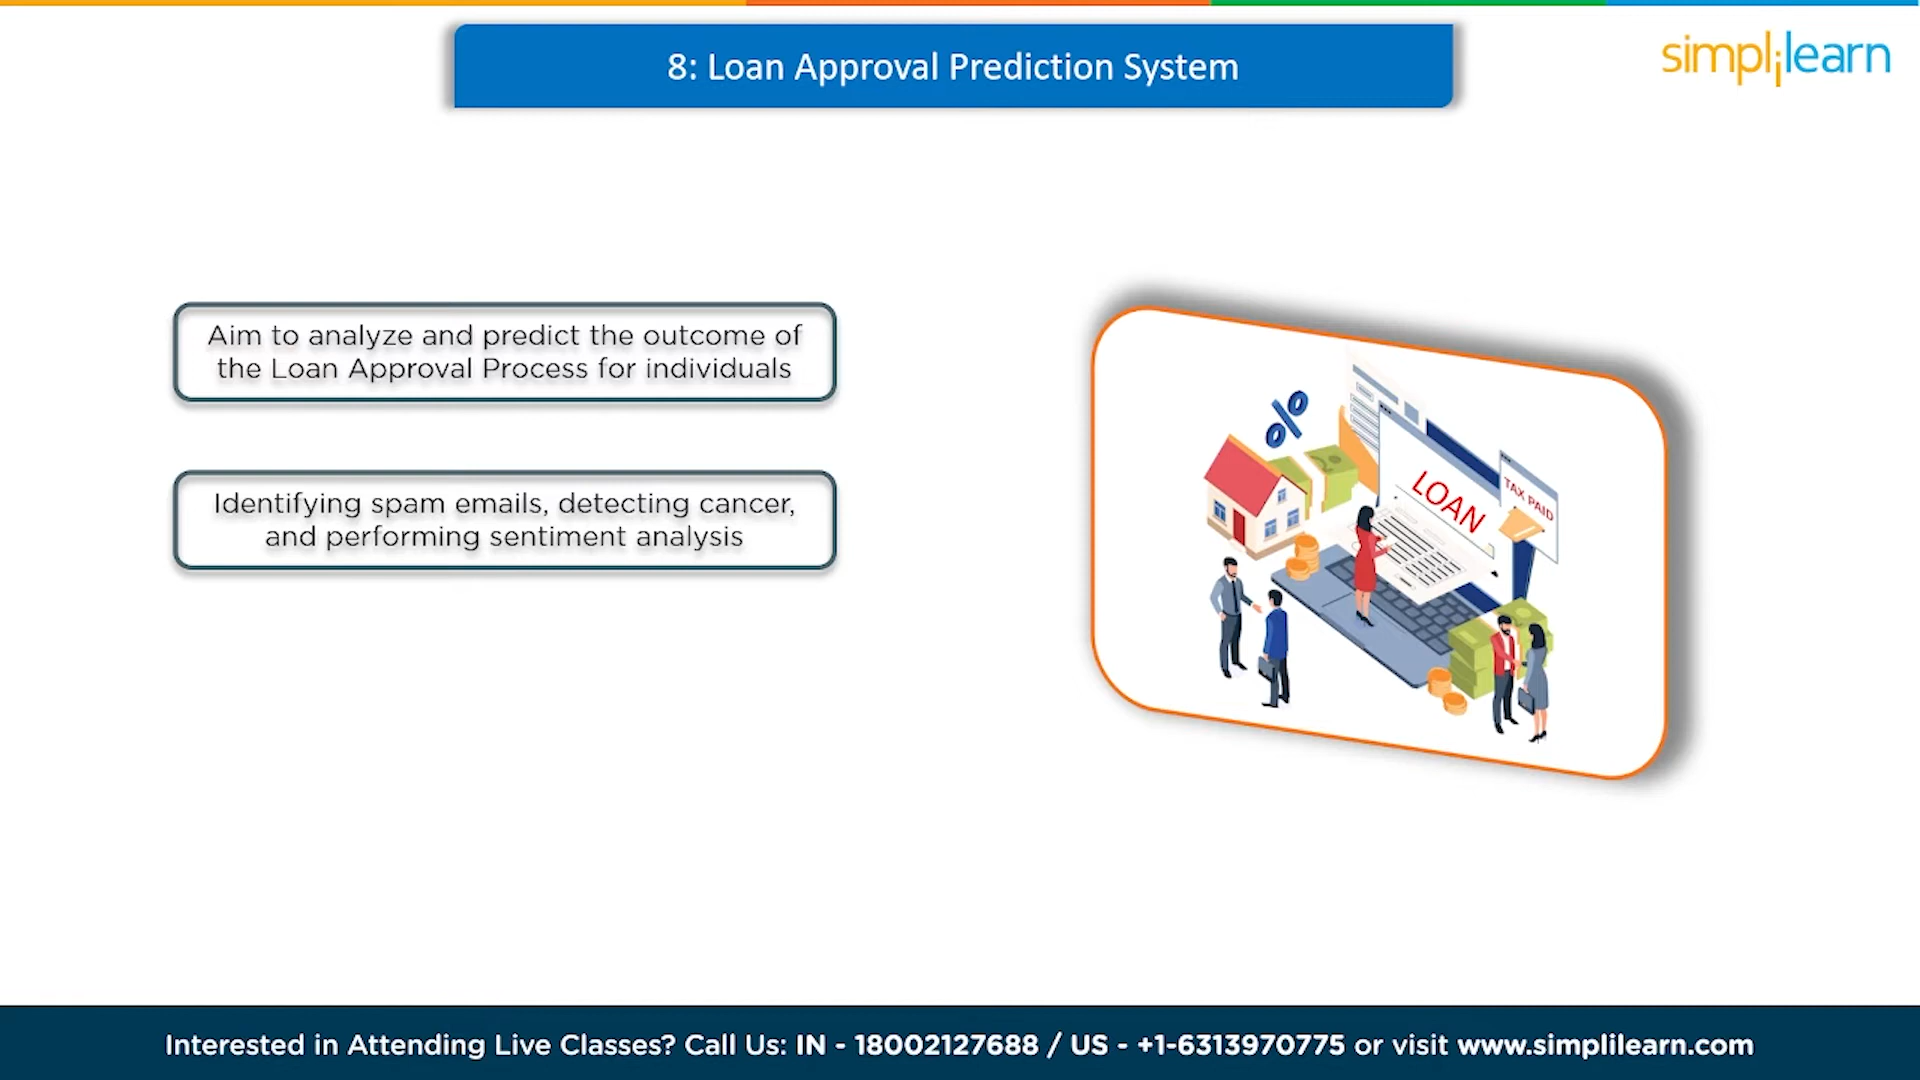 8: Loan Approval Prediction System
simplilearn
Aim to analyze and predict the outcome of
the Loan Approval Process for individuals
Identifying spam emails, detecting cancer,
and performing sentiment analysis
%
LOAN
TAX PAID
Interested in Attending Live Classes? Call Us: IN - 18002127688 / US - +1-6313970775 or visit www.simplilearn.com